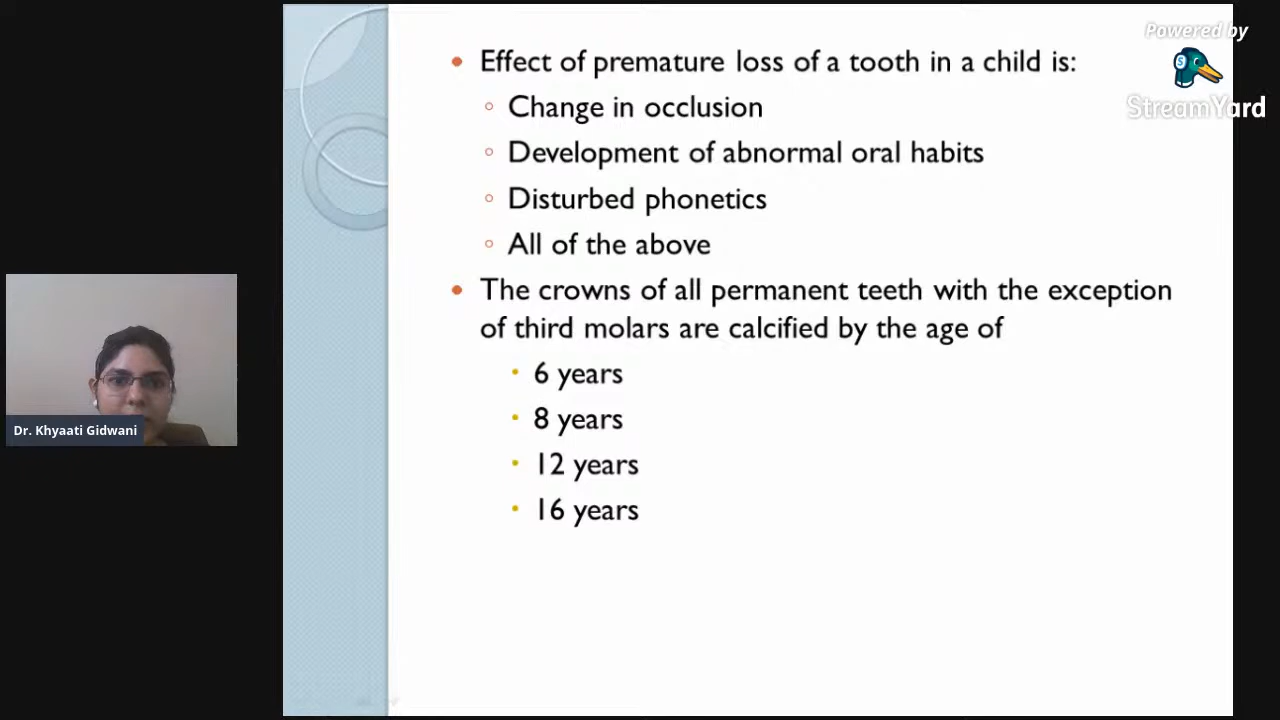 Effect of premature loss of a tooth in a child is:
Change in occlusion
Development of abnormal oral habits
Disturbed phonetics
All of the above
The crowns of all permanent teeth with the exception
of third molars are calcified by the age of
6 years
8 years
12 years
16 years
Powered by
StreamYard
Dr. Khyaati Gidwani